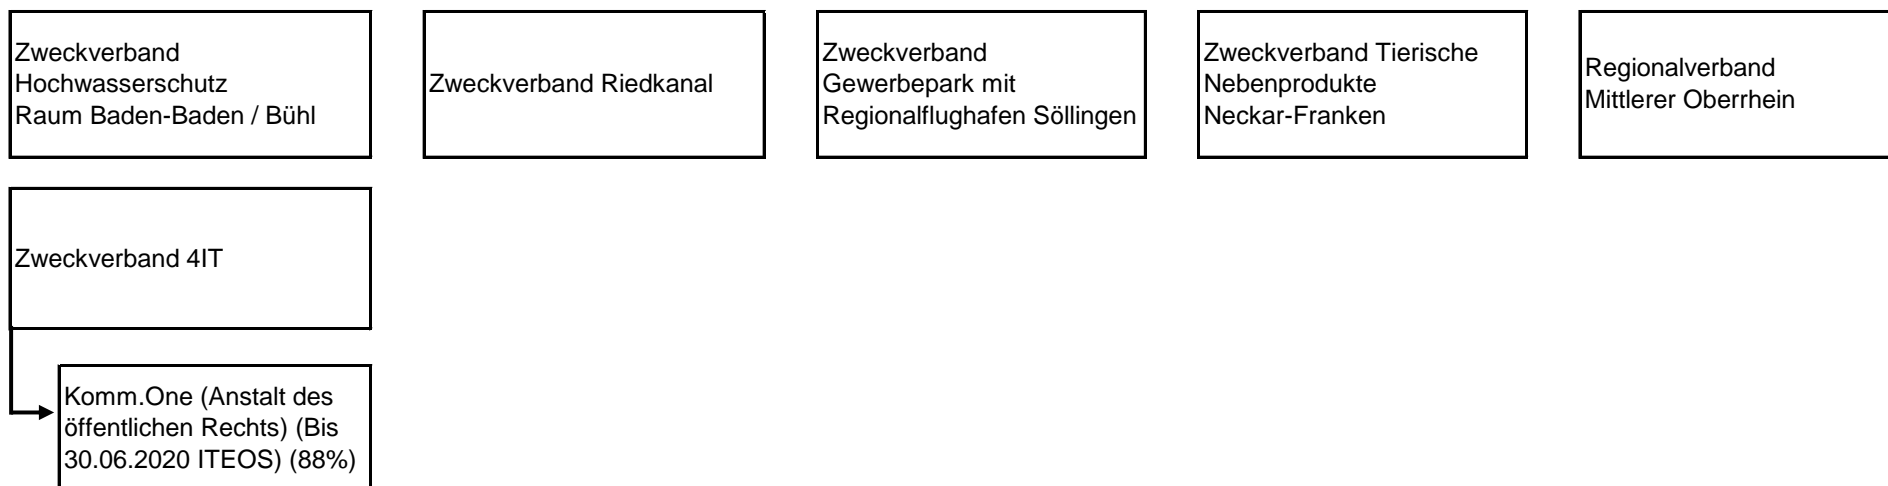 Zweckverband
Hochwasserschutz
Raum Baden-Baden / Bühl
Zweckverband Riedkanal
Zweckverband
Gewerbepark mit
Regionalflughafen Söllingen
Zweckverband Tierische
Nebenprodukte
Neckar-Franken
Regionalverband
Mittlerer Oberrhein
Zweckverband 4IT
Komm.One (Anstalt des
öffentlichen Rechts) (Bis
30.06.2020 ITEOS) (88%)